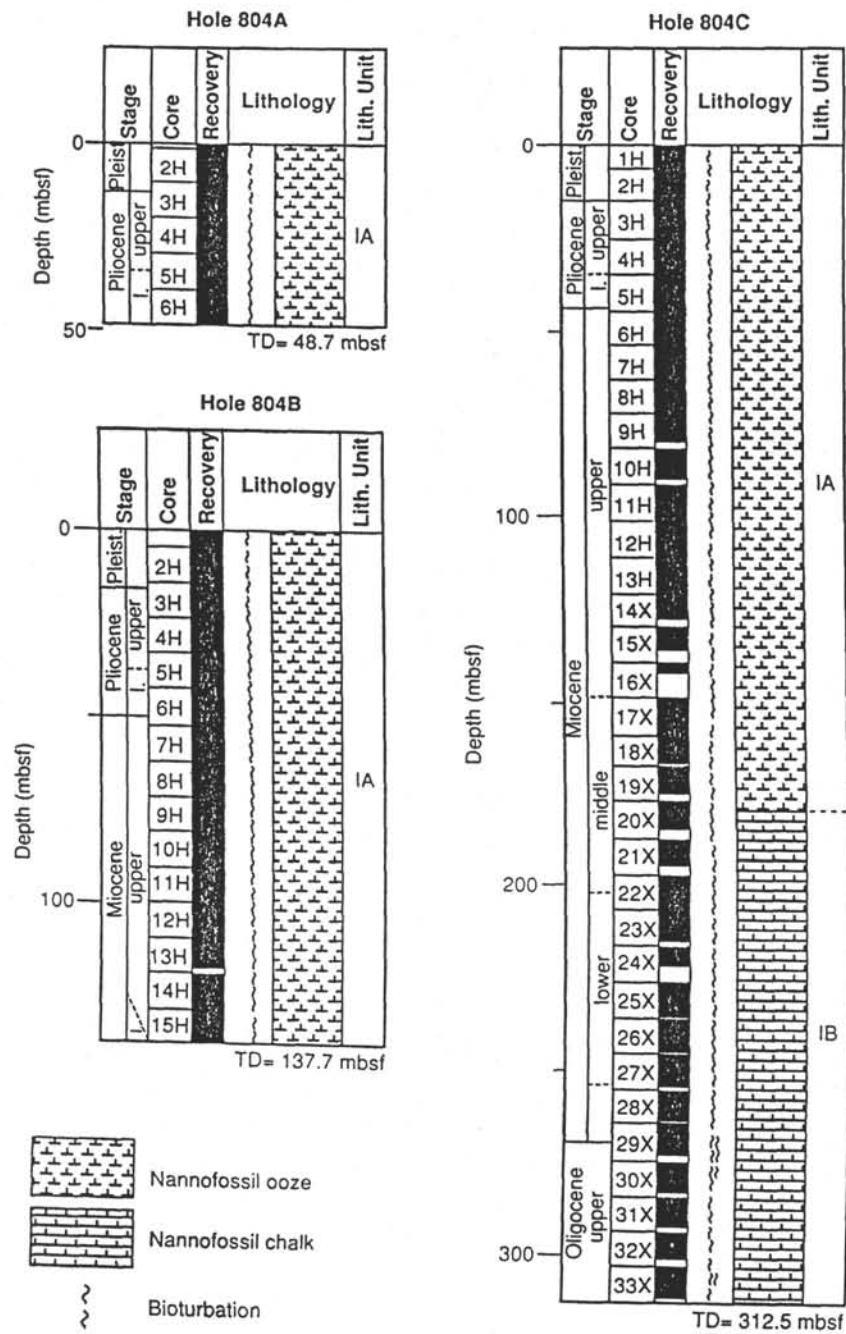 Hole 804A
Depth (mbsf)
Stage
Core
Recovery
Lithology
Lith. Unit
0
50
Pleist.
Pliocene
upper
l.
2H
3H
4H
5H
6H
IA
TD= 48.7 mbsf
Hole 804B
Depth (mbsf)
Stage
Core
Recovery
Lithology
Lith. Unit
0
100
Pleist.
Pliocene
upper
l.
Miocene
upper
l.
2H
3H
4H
5H
6H
7H
8H
9H
10H
11H
12H
13H
14H
15H
IA
TD= 137.7 mbsf
Nannofossil ooze
Nannofossil chalk
Bioturbation
Hole 804C
Depth (mbsf)
Stage
Core
Recovery
Lithology
Lith. Unit
0
100
200
300
Pleist.
Pliocene
upper
l.
Miocene
upper
middle
lower
Oligocene
upper
1H
2H
3H
4H
5H
6H
7H
8H
9H
10H
11H
12H
13H
14X
15X
16X
17X
18X
19X
20X
21X
22X
23X
24X
25X
26X
27X
28X
29X
30X
31X
32X
33X
IA
IB
TD= 312.5 mbsf